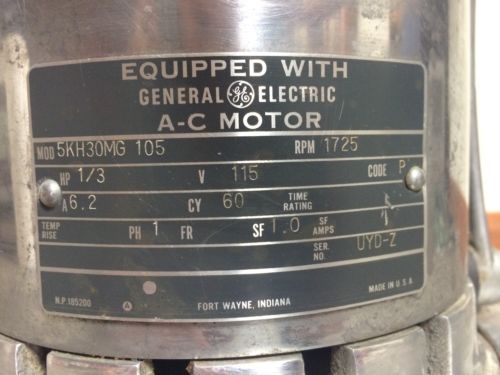 EQUIPPED WITH
GENERAL GE ELECTRIC
A-C MOTOR
MOD 5KH30MG 105 RPM 1725
HP 1/3 V 115 CODE P
A 6.2 CY 60 TIME RATING
TEMP RISE PH 1 FR SF 1.0 SF AMPS
SER. NO. UYD-Z
N.P. 185200 FORT WAYNE, INDIANA MADE IN U.S.A.